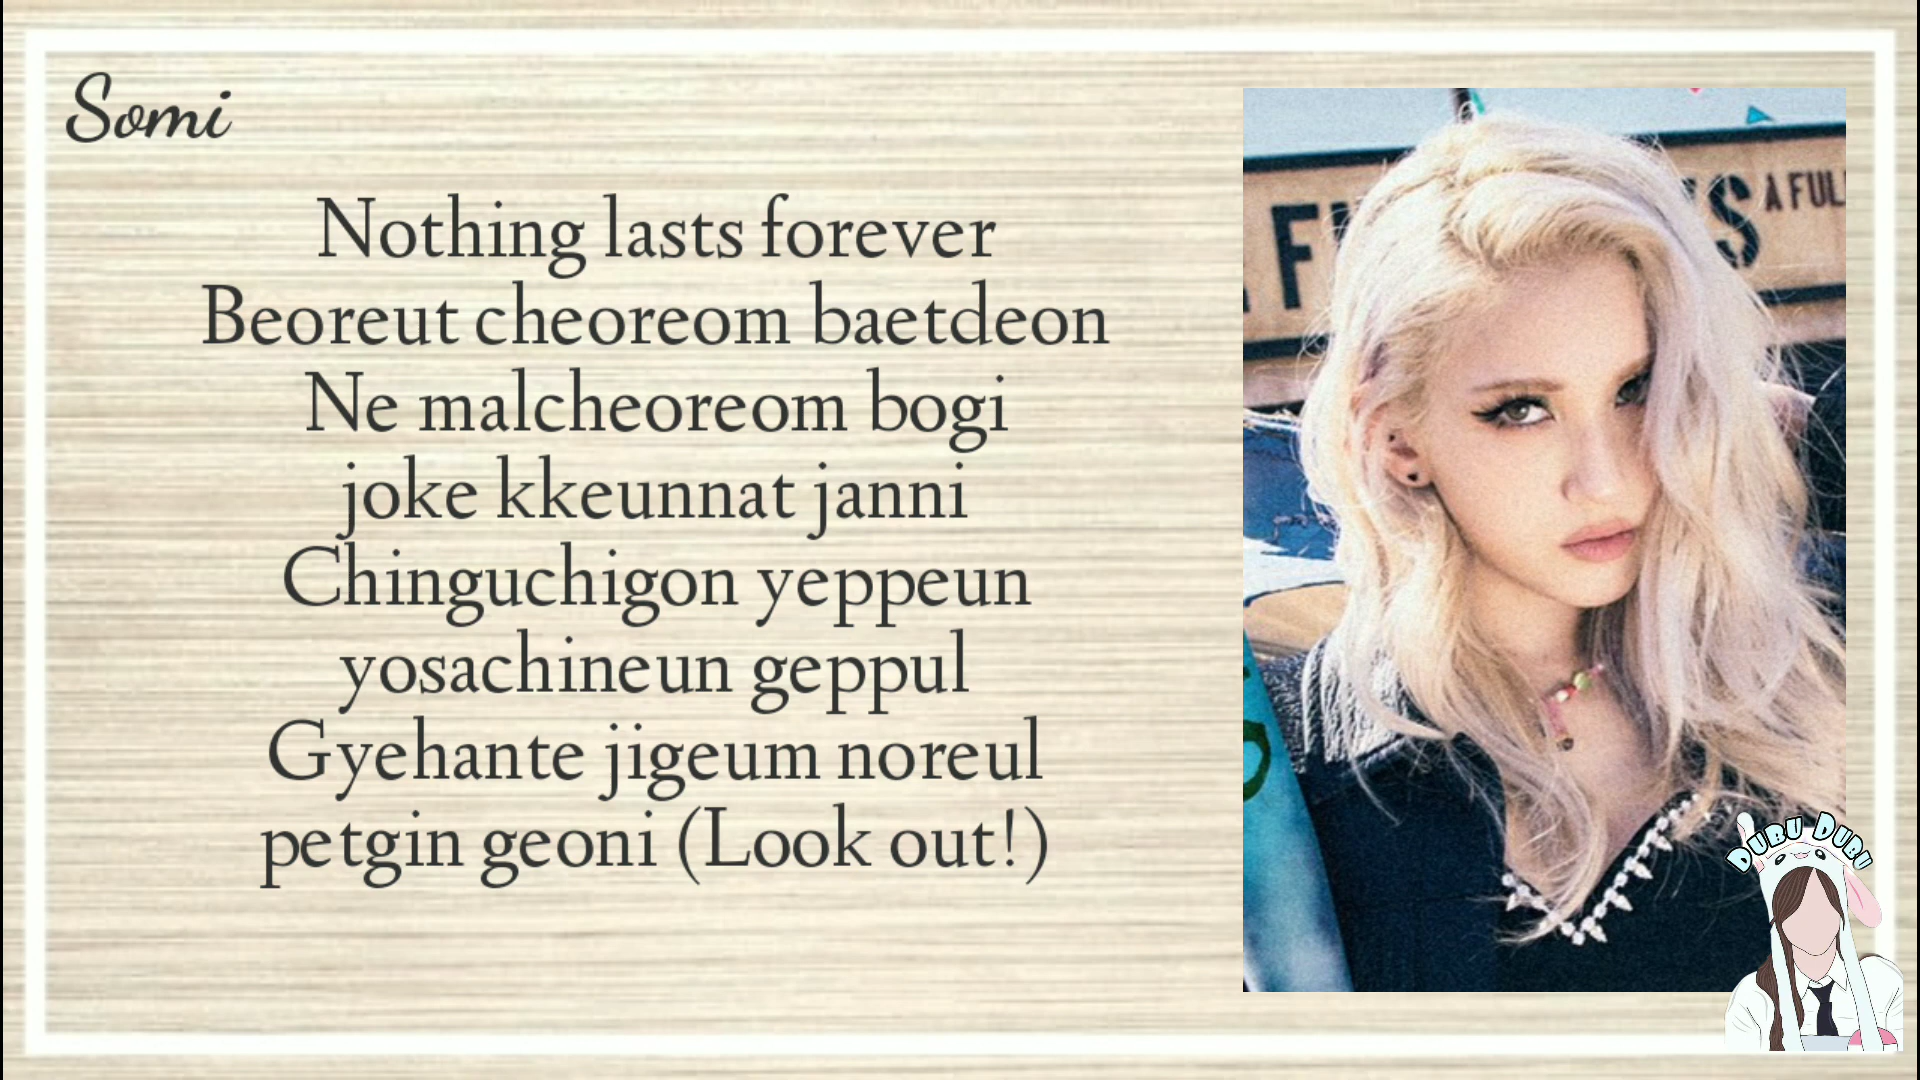 Somi
Nothing lasts forever
Beoreut cheoreom baetdeon
Ne malcheoreom bogi
joke kkeunnat janni
Chinguchigon yeppeun
yosachineun geppul
Gyehante jigeum noreul
petgin geoni (Look out!)
A FUL
DUBU DUBU